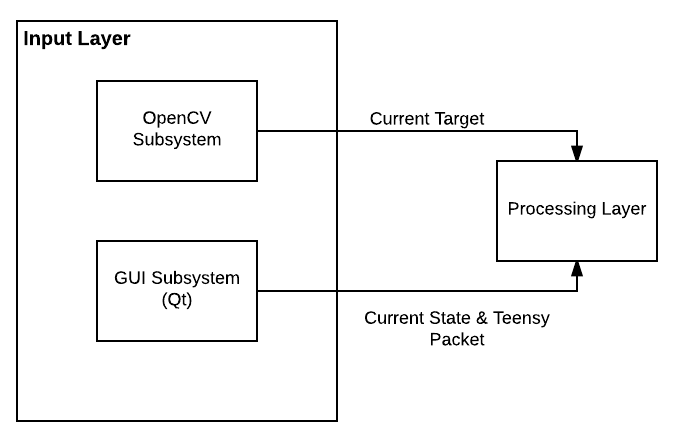 Input Layer
OpenCV
Subsystem
Current Target
Processing Layer
GUI Subsystem
(Qt)
Current State & Teensy
Packet